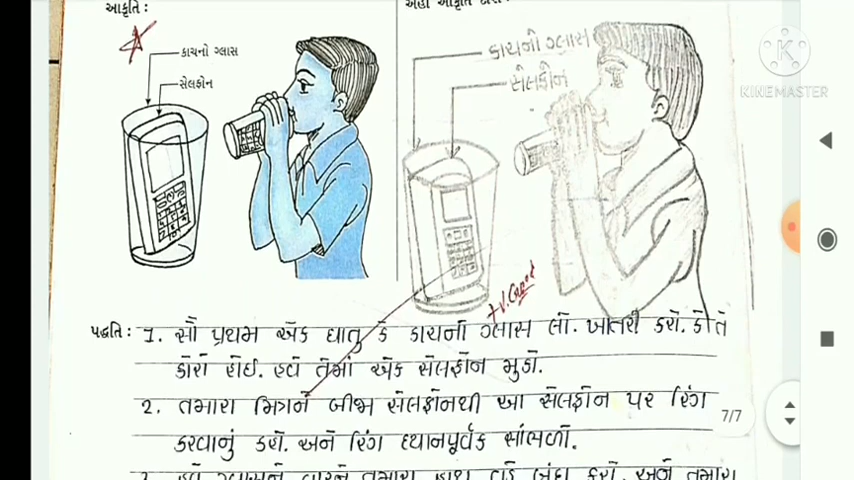 આકૃતિ:
કાચનો ગ્લાસ
સેલફોન
કાચનો ગ્લાસ
સેલફોન
+ V. Good
પદ્ધતિ: 1. સૌ પ્રથમ એક ધાતુ કે કાચનો ગ્લાસ લો. ખાતરી કરો. કે તે
કોરો હોઈ. હવે તેમાં એક સેલફોન મુકો.
2. તમારા મિત્રને બીજા સેલફોનથી આ સેલફોન પર રિંગ
કરવાનું કહો. અને રિંગ ધ્યાનપૂર્વક સાંભળો.
7/7
KINEMASTER